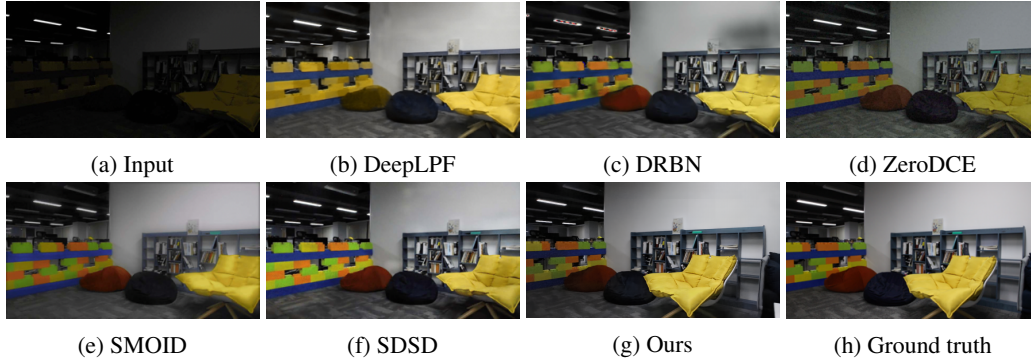 (a) Input
(b) DeepLPF
(c) DRBN
(d) ZeroDCE
(e) SMOID
(f) SDSD
(g) Ours
(h) Ground truth